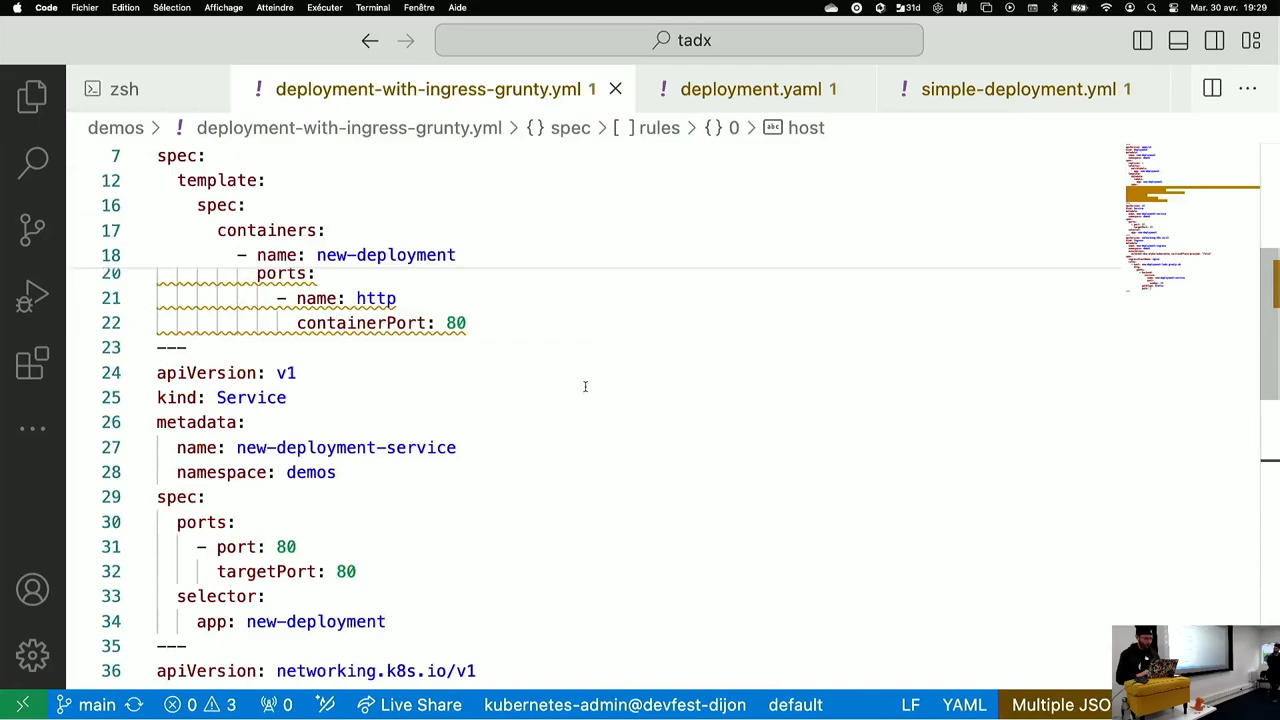 Code Fichier Edition Sélection Affichage Atteindre Exécuter Terminal Fenêtre Aide 31d Mar. 30 avr. 19:29
tadx
zsh
deployment-with-ingress-grunty.yml 1
deployment.yaml 1
simple-deployment.yml 1
demos > deployment-with-ingress-grunty.yml > {} spec > [ ] rules > {} 0 > abc host
7 spec:
12 template:
16 spec:
17 containers:
18 - name: new-deployment
20 ports:
21 - name: http
22 containerPort: 80
23 ---
24 apiVersion: v1
25 kind: Service
26 metadata:
27 name: new-deployment-service
28 namespace: demos
29 spec:
30 ports:
31 - port: 80
32 targetPort: 80
33 selector:
34 app: new-deployment
35 ---
36 apiVersion: networking.k8s.io/v1
main 0 3 0 Live Share kubernetes-admin@devfest-dijon default LF YAML Multiple JSO